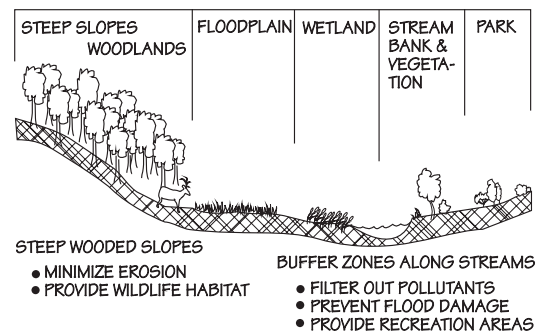 STEEP SLOPES
WOODLANDS
FLOODPLAIN
WETLAND
STREAM
BANK &
VEGETA-
TION
PARK
STEEP WOODED SLOPES
● MINIMIZE EROSION
● PROVIDE WILDLIFE HABITAT
BUFFER ZONES ALONG STREAMS
● FILTER OUT POLLUTANTS
● PREVENT FLOOD DAMAGE
● PROVIDE RECREATION AREAS